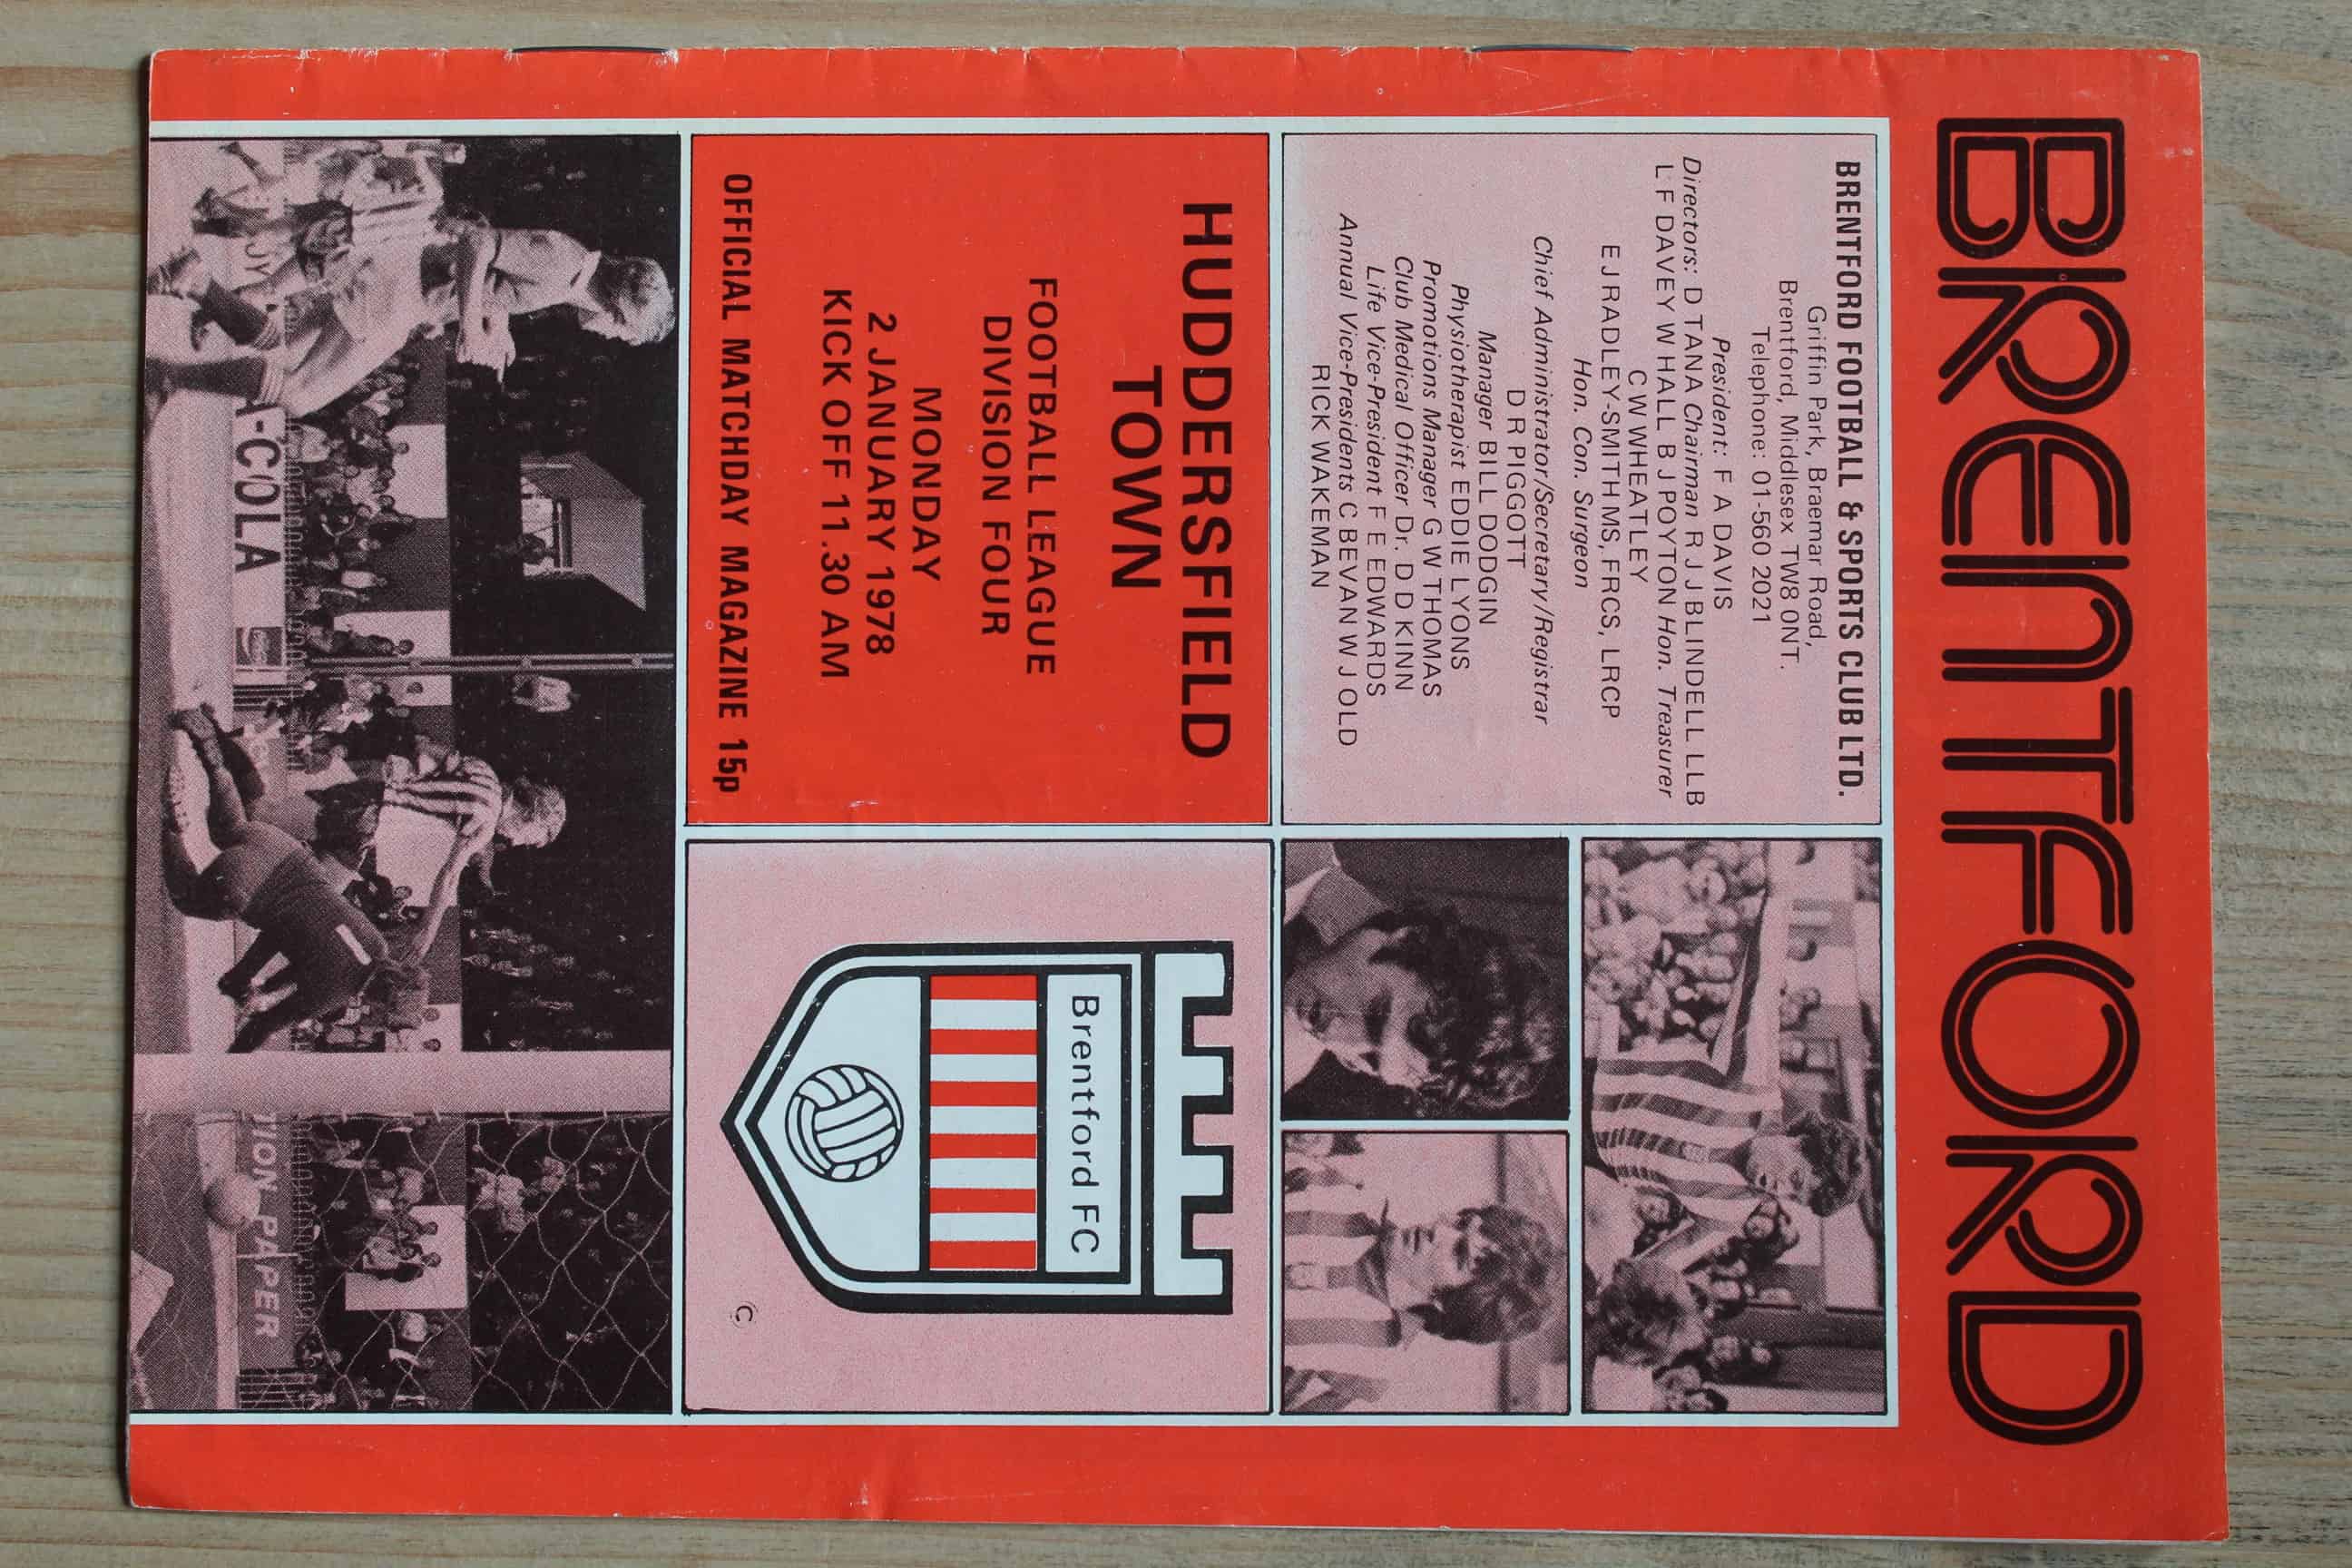 BRENTFORD
BRENTFORD FOOTBALL & SPORTS CLUB LTD.
Griffin Park, Braemar Road,
Brentford, Middlesex TW8 0NT.
Telephone: 01-560 2021
President: F A DAVIS
Directors: D TANA Chairman R J J BLINDELL LLB
L F DAVEY W HALL B J POYTON Hon. Treasurer
C W WHEATLEY
E J RADLEY-SMITH MS, FRCS, LRCP
Hon. Con. Surgeon
Chief Administrator/Secretary/Registrar
D R PIGGOTT
Manager BILL DODGIN
Physiotherapist EDDIE LYONS
Promotions Manager G W THOMAS
Club Medical Officer Dr. D D KINN
Life Vice-President F E EDWARDS
Annual Vice-Presidents C BEVAN W J OLD
RICK WAKEMAN
HUDDERSFIELD
TOWN
FOOTBALL LEAGUE
DIVISION FOUR
MONDAY
2 JANUARY 1978
KICK OFF 11.30 AM
OFFICIAL MATCHDAY MAGAZINE 15p
Brentford FC
©
-COLA
ION PAPER